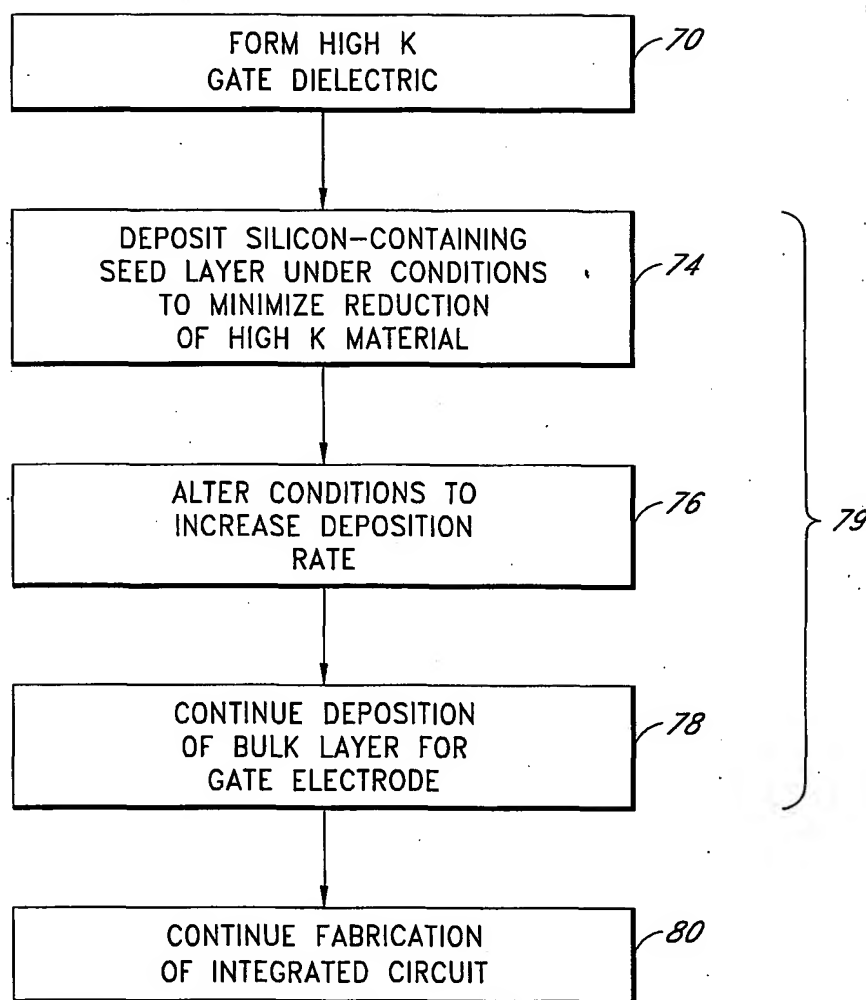 FORM HIGH K
GATE DIELECTRIC
70
DEPOSIT SILICON-CONTAINING
SEED LAYER UNDER CONDITIONS
TO MINIMIZE REDUCTION
OF HIGH K MATERIAL
74
ALTER CONDITIONS TO
INCREASE DEPOSITION
RATE
76
79
CONTINUE DEPOSITION
OF BULK LAYER FOR
GATE ELECTRODE
78
CONTINUE FABRICATION
OF INTEGRATED CIRCUIT
80